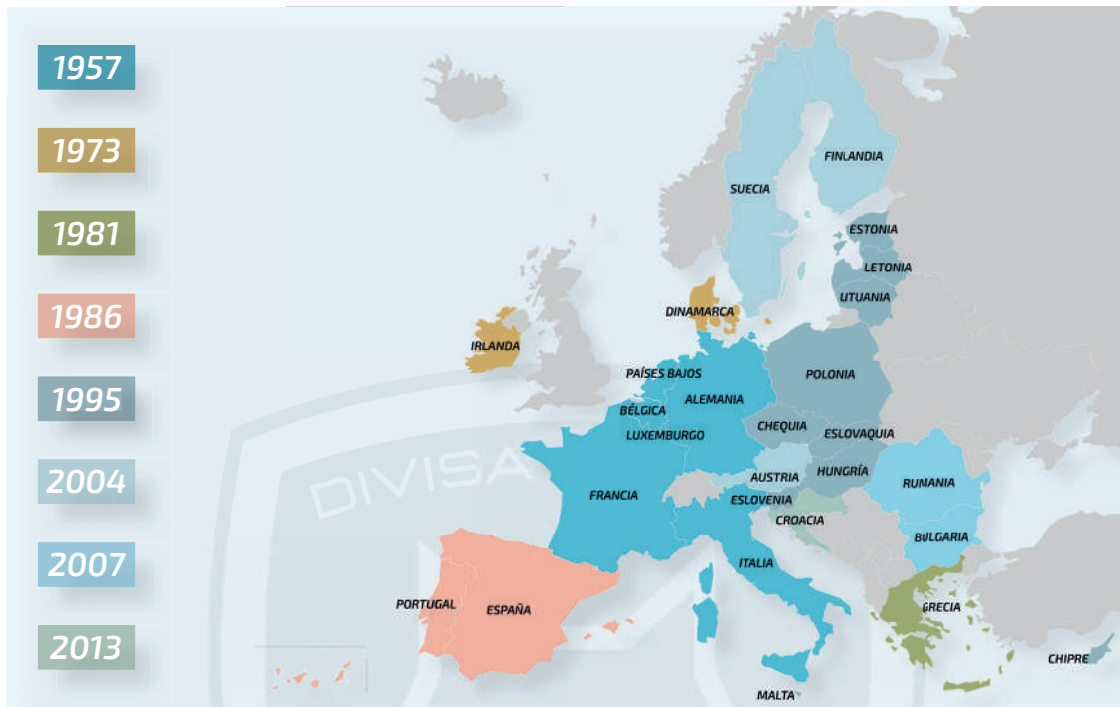 1957
1973
1981
1986
1995
2004
2007
2013
FINLANDIA
SUECIA
ESTONIA
LETONIA
UTUANIA
DINAMARCA
IRLANDA
PAÍSES BAJOS
POLONIA
ALEMANIA
BÉLGICA
CHEQUIA
ESLOVAQUIA
LUXEMBURGO
HUNGRÍA
AUSTRIA
RUMANIA
FRANCIA
ESLOVENIA
CROACIA
BULGARIA
ITALIA
PORTUGAL
ESPAÑA
GRECIA
CHIPRE
MALTA
DIVISA